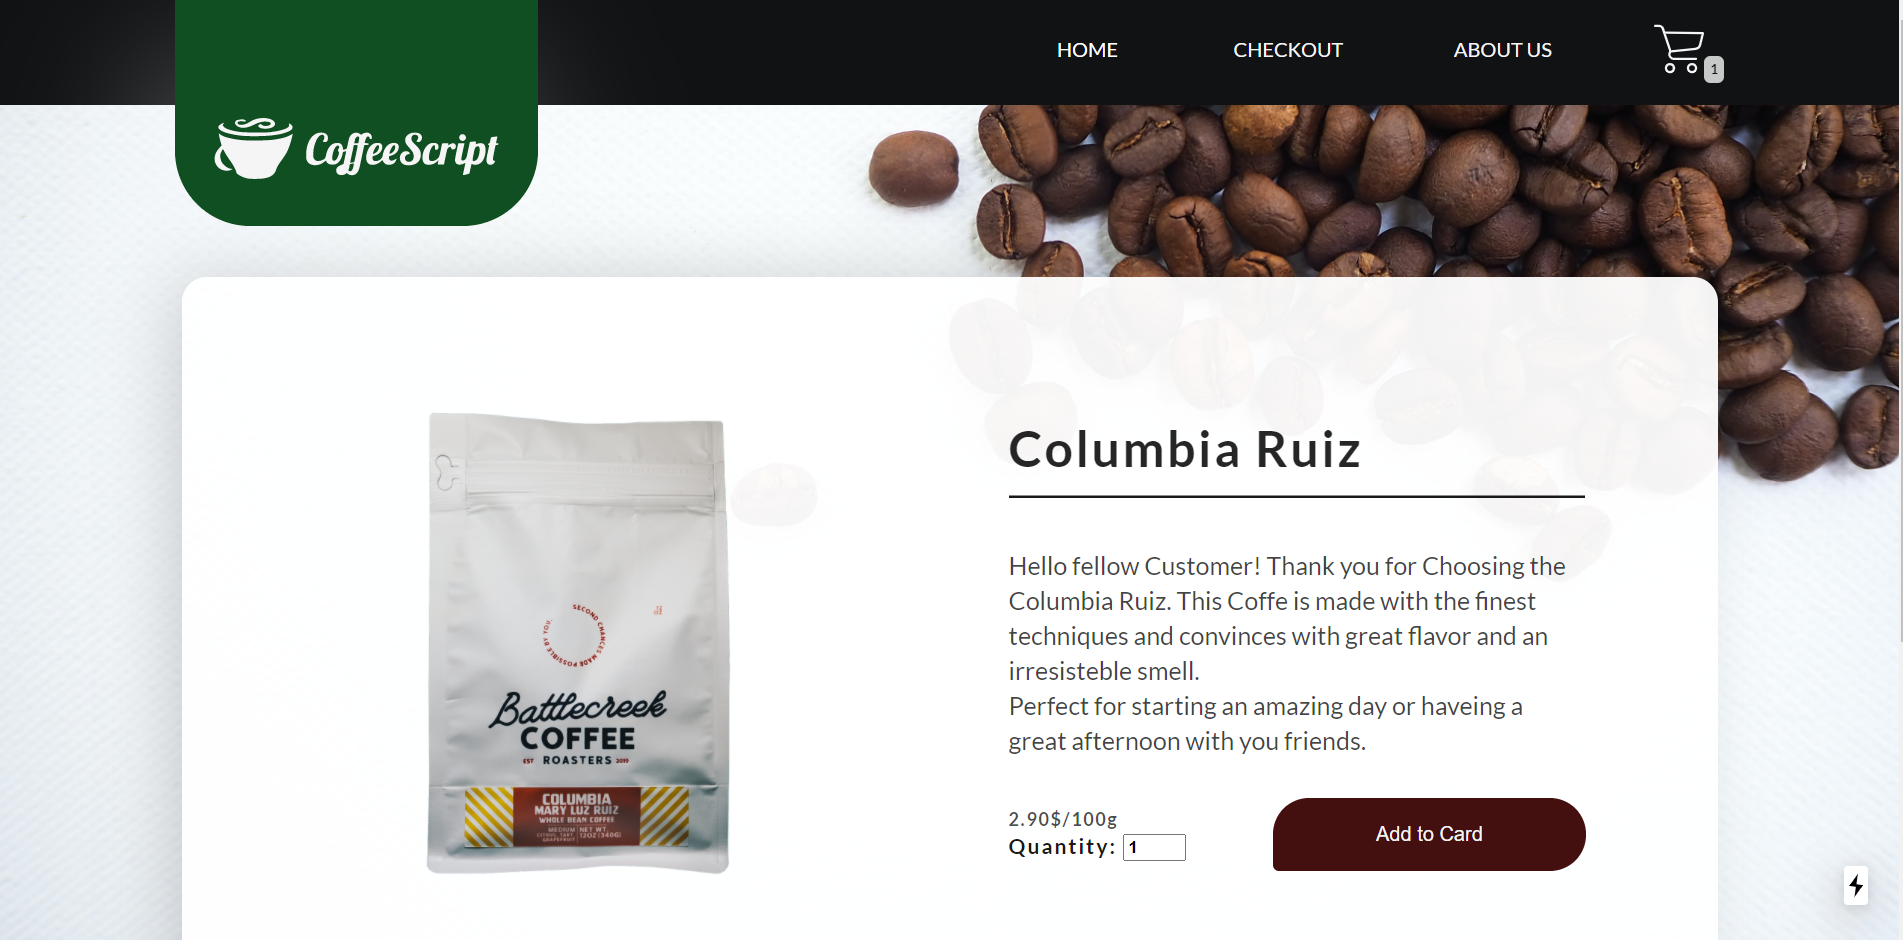 HOME
CHECKOUT
ABOUT US
1
CoffeeScript
Columbia Ruiz
Hello fellow Customer! Thank you for Choosing the
Columbia Ruiz. This Coffe is made with the finest
techniques and convinces with great flavor and an
irresisteble smell.
Perfect for starting an amazing day or haveing a
great afternoon with you friends.
2.90$/100g
Quantity: 1
Add to Card
SECOND CHANCES MADE POSSIBLE BY YOU.
Battlecreek
COFFEE
EST ROASTERS 2019
COLUMBIA
MARY LUZ RUIZ
WHOLE BEAN COFFEE
MEDIUM NET WT.
CITRUS, TART, 12OZ (340G)
GRAPEFRUIT